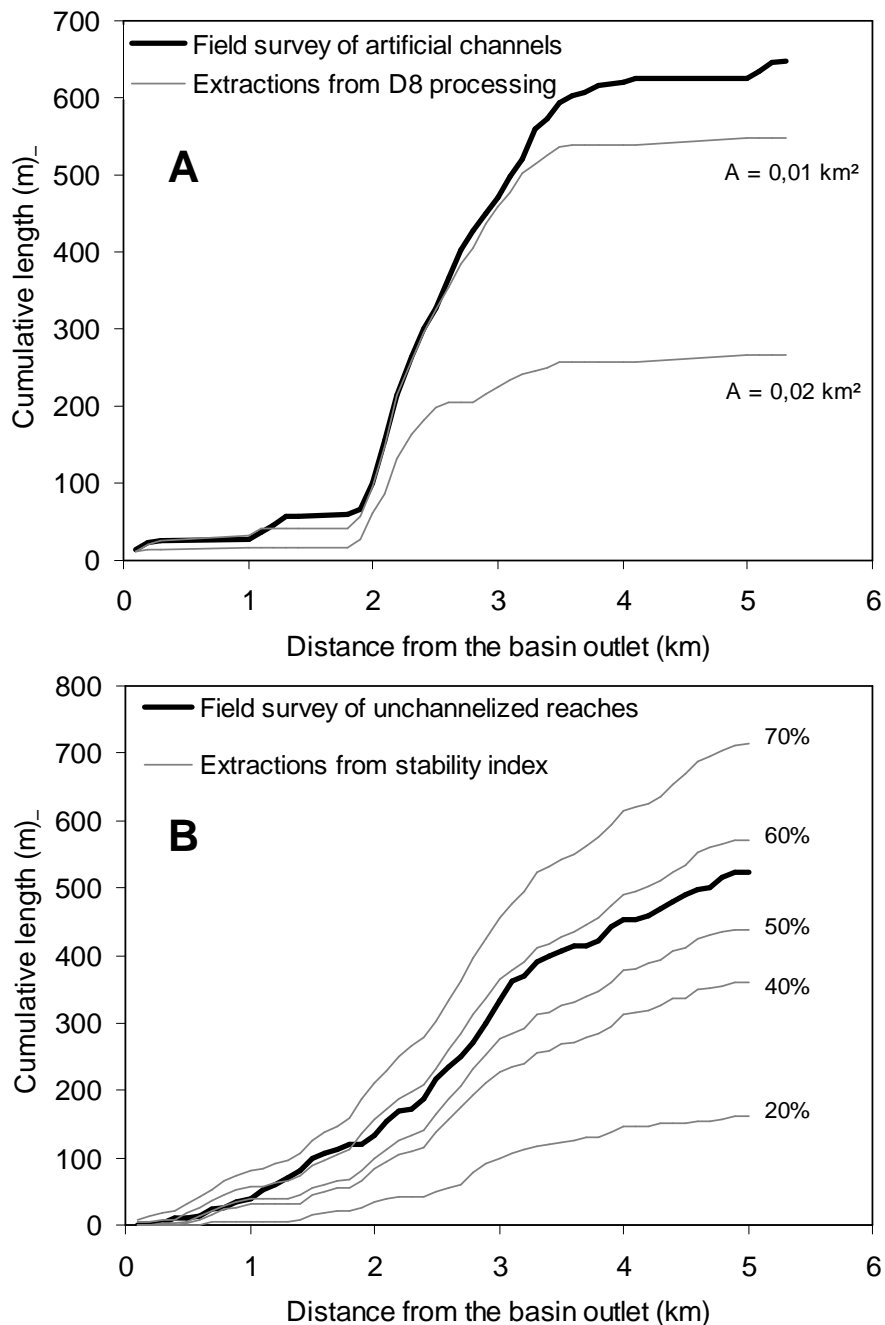 700
600
500
400
300
200
100
0
Cumulative length (m)_
Field survey of artificial channels
Extractions from D8 processing
A
A = 0,01 km²
A = 0,02 km²
0 1 2 3 4 5 6
Distance from the basin outlet (km)
800
700
600
500
400
300
200
100
0
Cumulative length (m)_
Field survey of unchannelized reaches
Extractions from stability index
B
70%
60%
50%
40%
20%
0 1 2 3 4 5 6
Distance from the basin outlet (km)